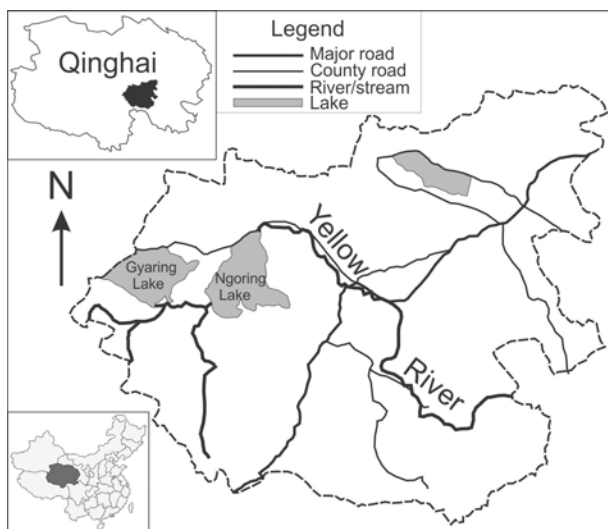 Qinghai
Legend
Major road
County road
River/stream
Lake
N
Yellow
Gyaring
Lake
Ngoring
Lake
River